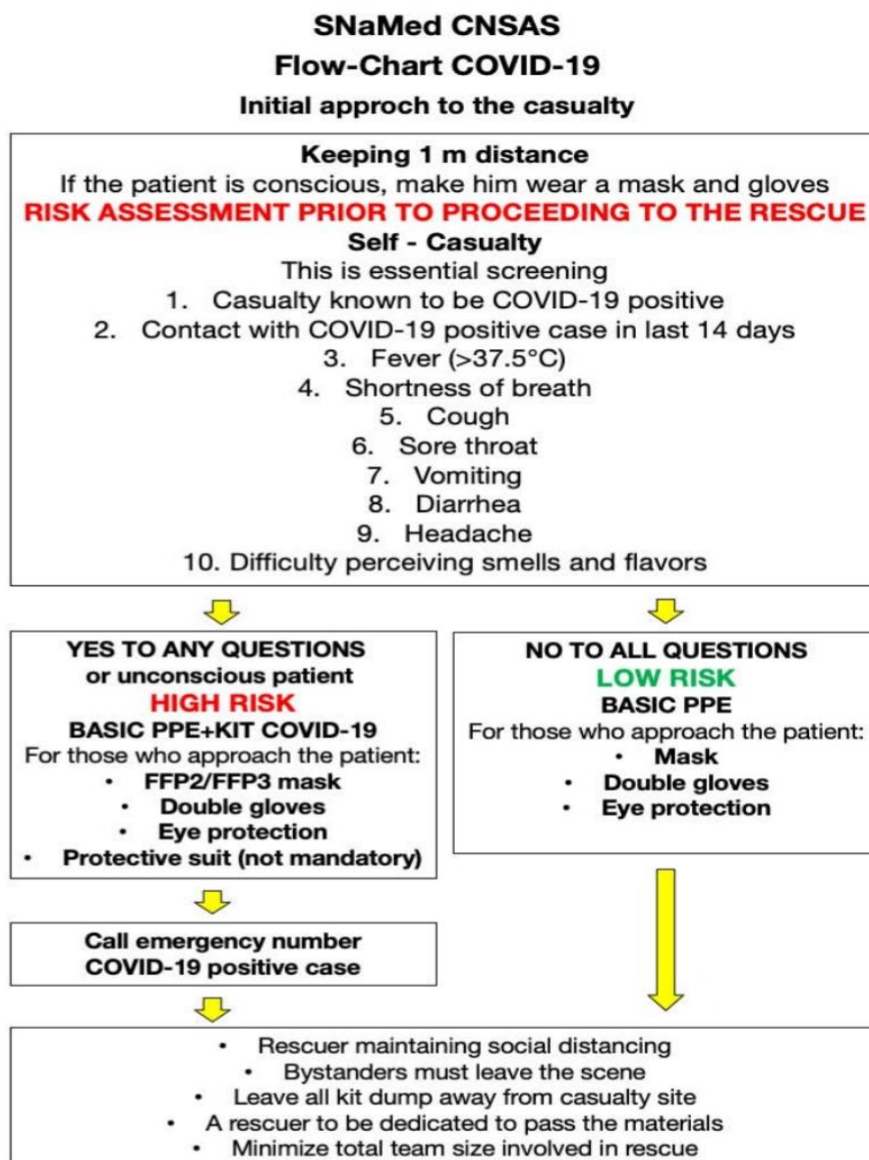 SNaMed CNSAS
Flow-Chart COVID-19
Initial approch to the casualty
Keeping 1 m distance
If the patient is conscious, make him wear a mask and gloves
RISK ASSESSMENT PRIOR TO PROCEEDING TO THE RESCUE
Self - Casualty
This is essential screening
1. Casualty known to be COVID-19 positive
2. Contact with COVID-19 positive case in last 14 days
3. Fever (>37.5°C)
4. Shortness of breath
5. Cough
6. Sore throat
7. Vomiting
8. Diarrhea
9. Headache
10. Difficulty perceiving smells and flavors
YES TO ANY QUESTIONS
or unconscious patient
HIGH RISK
BASIC PPE+KIT COVID-19
For those who approach the patient:
• FFP2/FFP3 mask
• Double gloves
• Eye protection
• Protective suit (not mandatory)
NO TO ALL QUESTIONS
LOW RISK
BASIC PPE
For those who approach the patient:
• Mask
• Double gloves
• Eye protection
Call emergency number
COVID-19 positive case
• Rescuer maintaining social distancing
• Bystanders must leave the scene
• Leave all kit dump away from casualty site
• A rescuer to be dedicated to pass the materials
• Minimize total team size involved in rescue